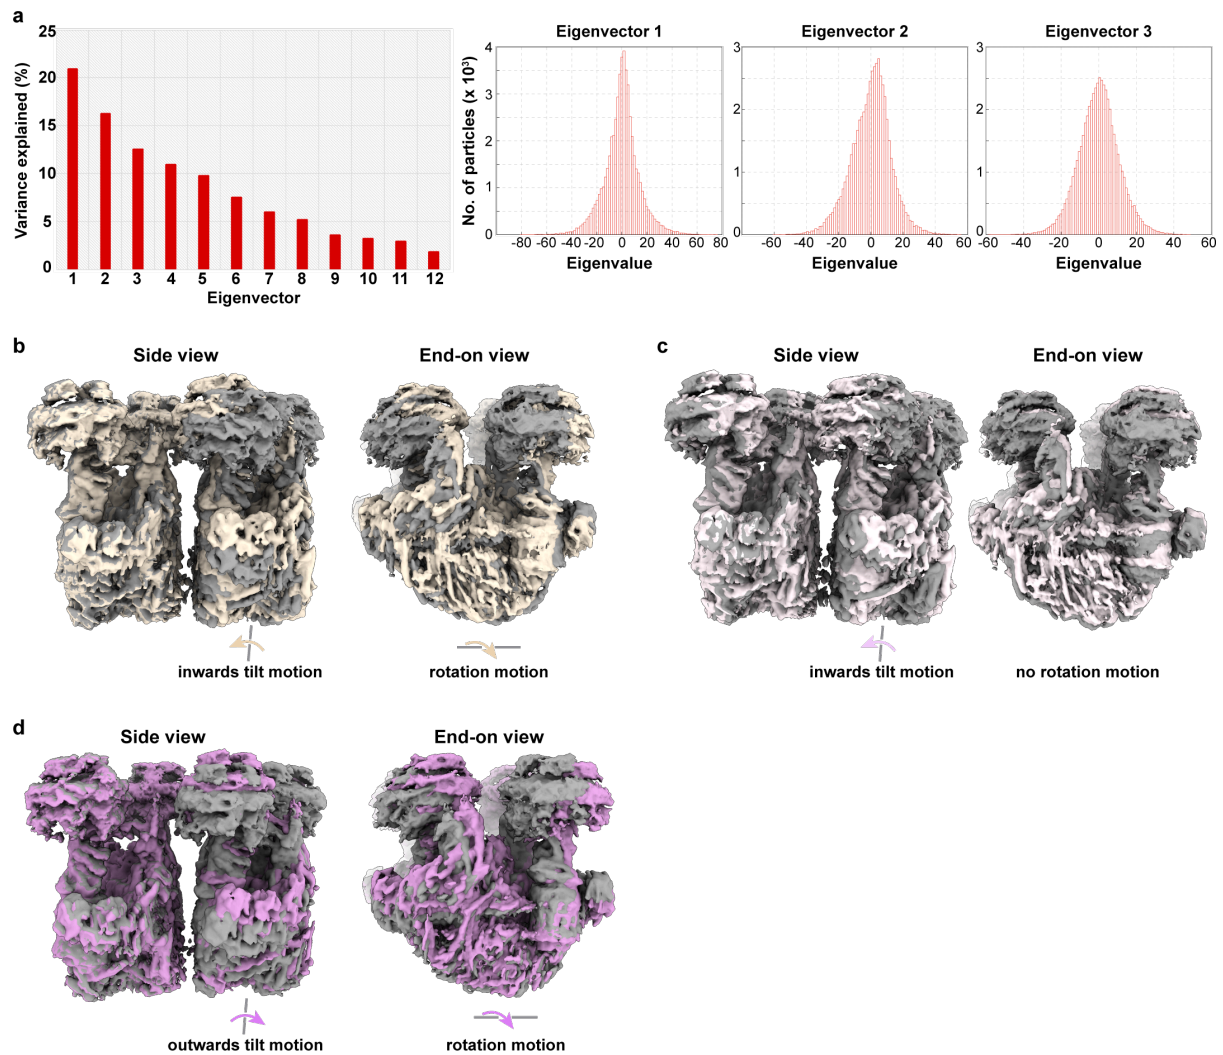 a
Variance explained (%)
25
20
15
10
5
0
1 2 3 4 5 6 7 8 9 10 11 12
Eigenvector
Eigenvector 1
No. of particles (x 10³)
4
3
2
1
0
-80 -60 -40 -20 0 20 40 60 80
Eigenvalue
Eigenvector 2
3
2
1
0
-60 -40 -20 0 20 40 60
Eigenvalue
Eigenvector 3
3
2
1
0
-60 -40 -20 0 20 40 60
Eigenvalue
b
Side view
End-on view
inwards tilt motion
rotation motion
c
Side view
End-on view
inwards tilt motion
no rotation motion
d
Side view
End-on view
outwards tilt motion
rotation motion